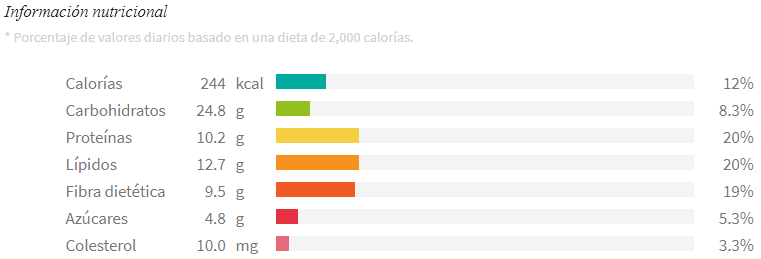 Información nutricional
* Porcentaje de valores diarios basado en una dieta de 2,000 calorías.
Calorías 244 kcal 12%
Carbohidratos 24.8 g 8.3%
Proteínas 10.2 g 20%
Lípidos 12.7 g 20%
Fibra dietética 9.5 g 19%
Azúcares 4.8 g 5.3%
Colesterol 10.0 mg 3.3%